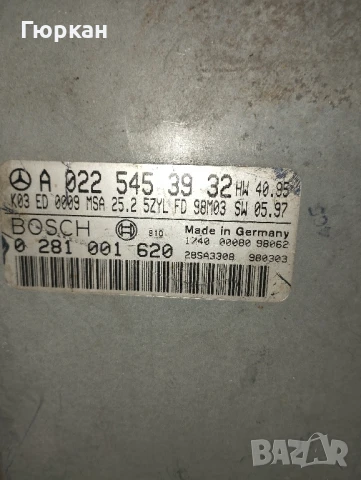 Гюркан
A 022 545 39 32 HW 40.95
K03 ED 0009 MSA 25.2 5ZYL FD 98M03 SW 05.97
BOSCH 810 Made in Germany
0 281 001 620 1740 00080 98062
28SA3308 980303
BAZAR